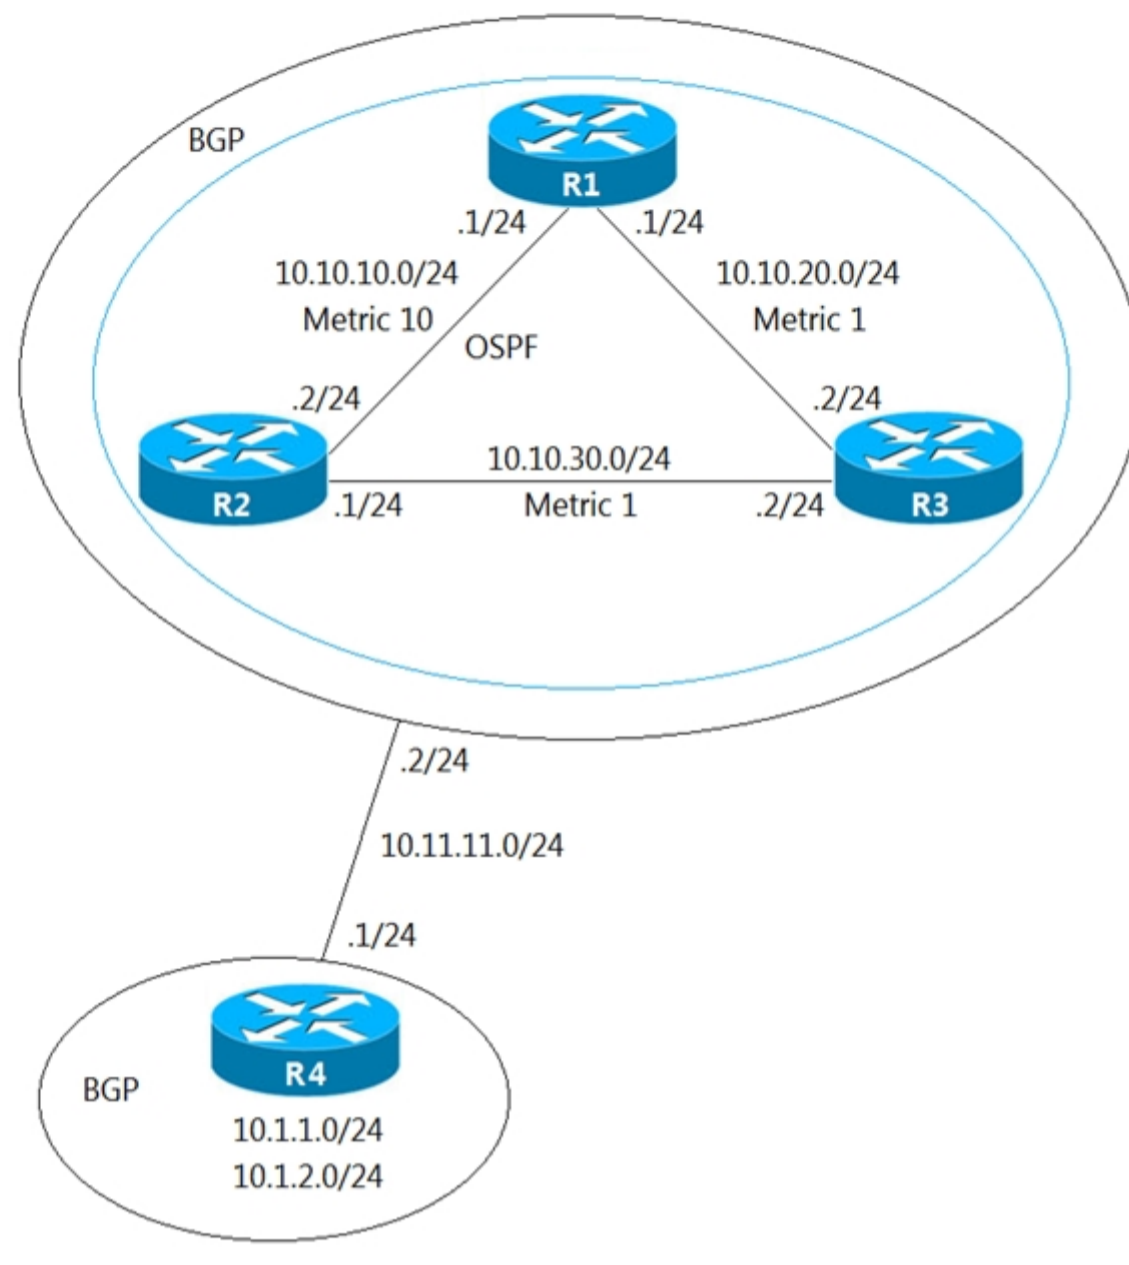 BGP
R1
.1/24
.1/24
10.10.10.0/24
Metric 10
10.10.20.0/24
Metric 1
OSPF
.2/24
.2/24
R2
10.10.30.0/24
Metric 1
.1/24
.2/24
R3
.2/24
10.11.11.0/24
.1/24
R4
BGP
10.1.1.0/24
10.1.2.0/24